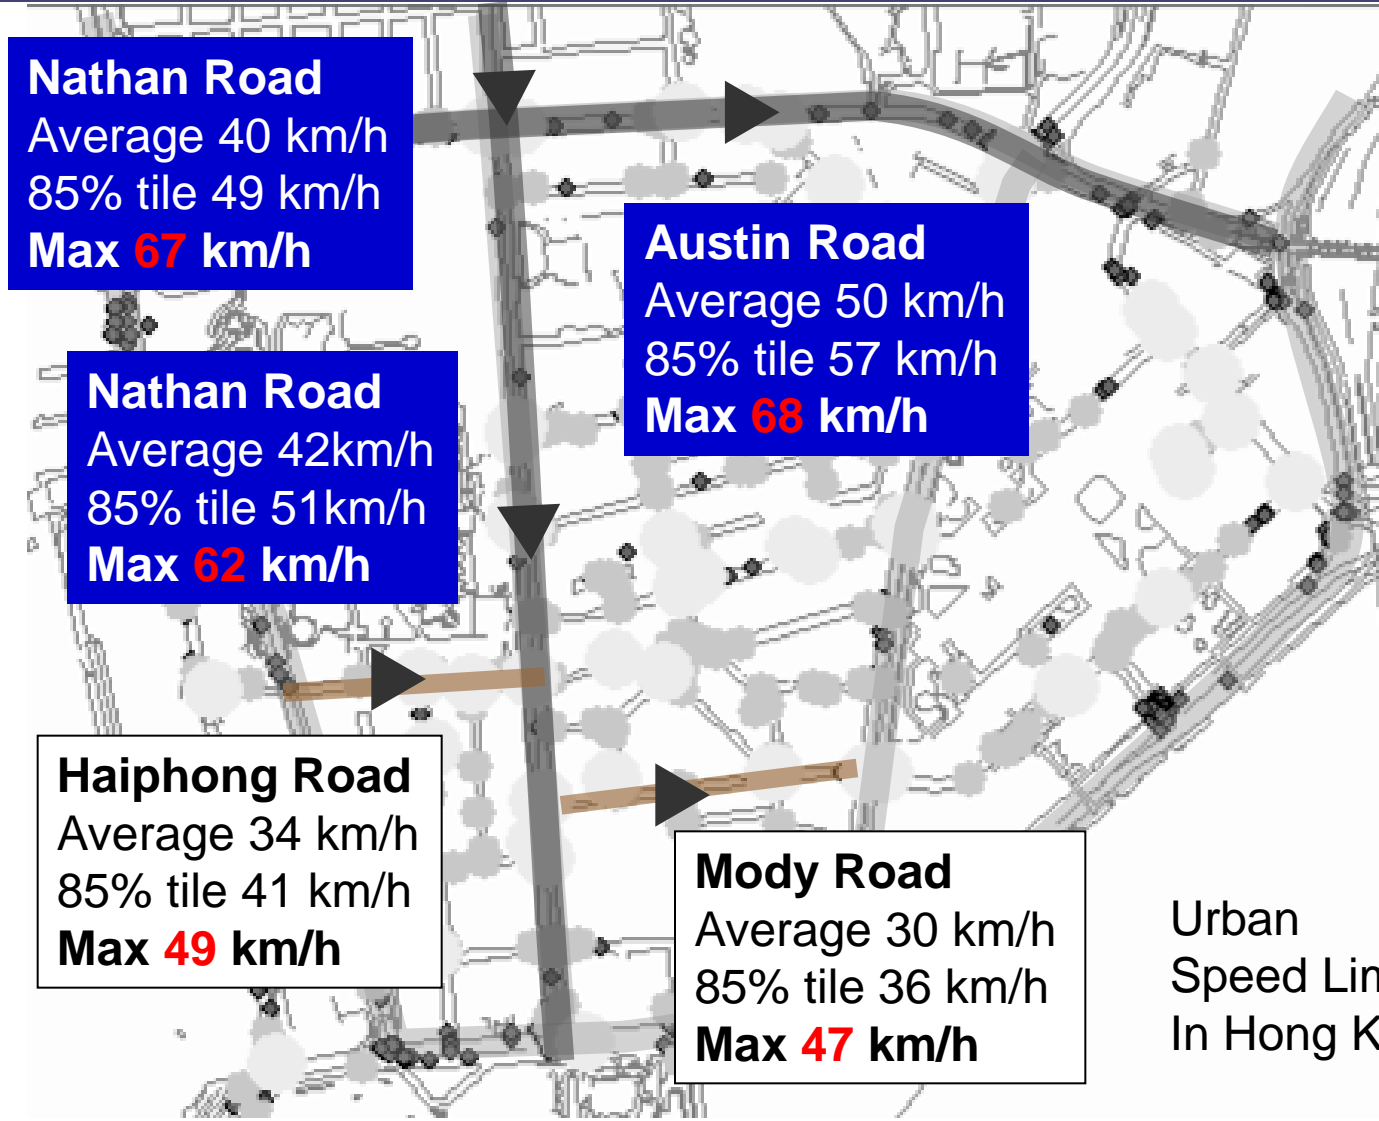 Nathan Road
Average 40 km/h
85% tile 49 km/h
Max 67 km/h
Austin Road
Average 50 km/h
85% tile 57 km/h
Max 68 km/h
Nathan Road
Average 42km/h
85% tile 51km/h
Max 62 km/h
Haiphong Road
Average 34 km/h
85% tile 41 km/h
Max 49 km/h
Mody Road
Average 30 km/h
85% tile 36 km/h
Max 47 km/h
Urban
Speed
In Hong